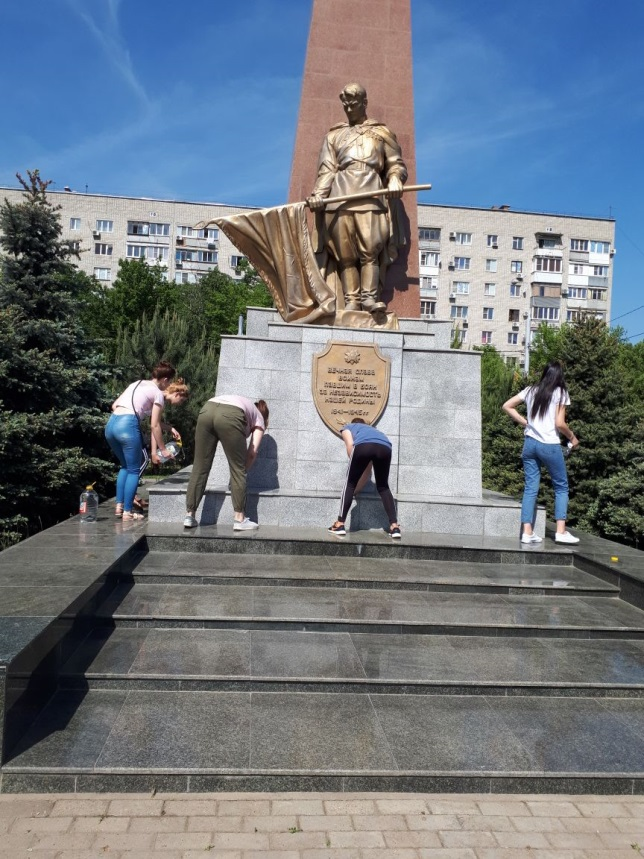 ВЕЧНАЯ СЛАВА
ВОИНАМ
ПАВШИМ В БОЯХ
ЗА НЕЗАВИСИМОСТЬ
НАШЕЙ РОДИНЫ
1941-1945 гг